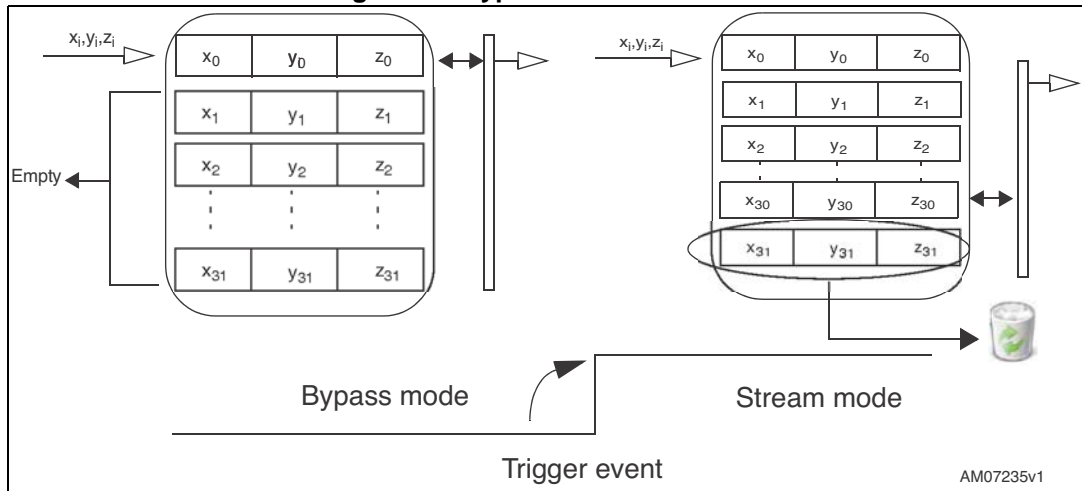 xᵢ,yᵢ,zᵢ
x₀ y₀ z₀
x₁ y₁ z₁
x₂ y₂ z₂
x₃₁ y₃₁ z₃₁
Empty
xᵢ,yᵢ,zᵢ
x₀ y₀ z₀
x₁ y₁ z₁
x₂ y₂ z₂
x₃₀ y₃₀ z₃₀
x₃₁ y₃₁ z₃₁
Bypass mode
Stream mode
Trigger event
AM07235v1